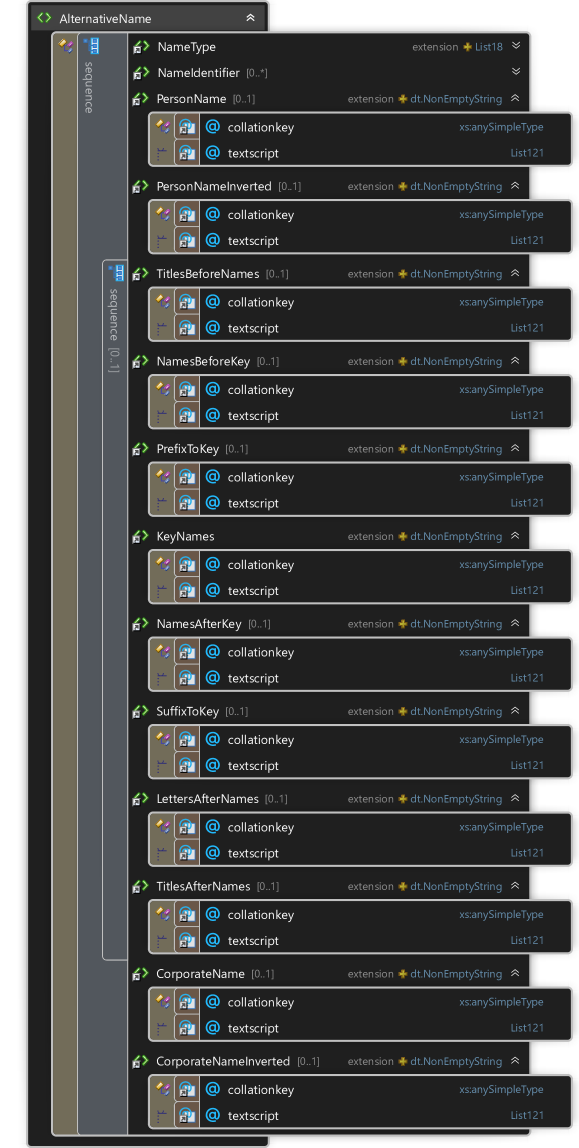 AlternativeName
NameType extension List18
sequence
NameIdentifier [0..*]
PersonName [0..1] extension dt.NonEmptyString
@ collationkey xs:anySimpleType
@ textscript List121
PersonNameInverted [0..1] extension dt.NonEmptyString
@ collationkey xs:anySimpleType
@ textscript List121
sequence [0..1]
TitlesBeforeNames [0..1] extension dt.NonEmptyString
@ collationkey xs:anySimpleType
@ textscript List121
NamesBeforeKey [0..1] extension dt.NonEmptyString
@ collationkey xs:anySimpleType
@ textscript List121
PrefixToKey [0..1] extension dt.NonEmptyString
@ collationkey xs:anySimpleType
@ textscript List121
KeyNames extension dt.NonEmptyString
@ collationkey xs:anySimpleType
@ textscript List121
NamesAfterKey [0..1] extension dt.NonEmptyString
@ collationkey xs:anySimpleType
@ textscript List121
SuffixToKey [0..1] extension dt.NonEmptyString
@ collationkey xs:anySimpleType
@ textscript List121
LettersAfterNames [0..1] extension dt.NonEmptyString
@ collationkey xs:anySimpleType
@ textscript List121
TitlesAfterNames [0..1] extension dt.NonEmptyString
@ collationkey xs:anySimpleType
@ textscript List121
CorporateName [0..1] extension dt.NonEmptyString
@ collationkey xs:anySimpleType
@ textscript List121
CorporateNameInverted [0..1] extension dt.NonEmptyString
@ collationkey xs:anySimpleType
@ textscript List121